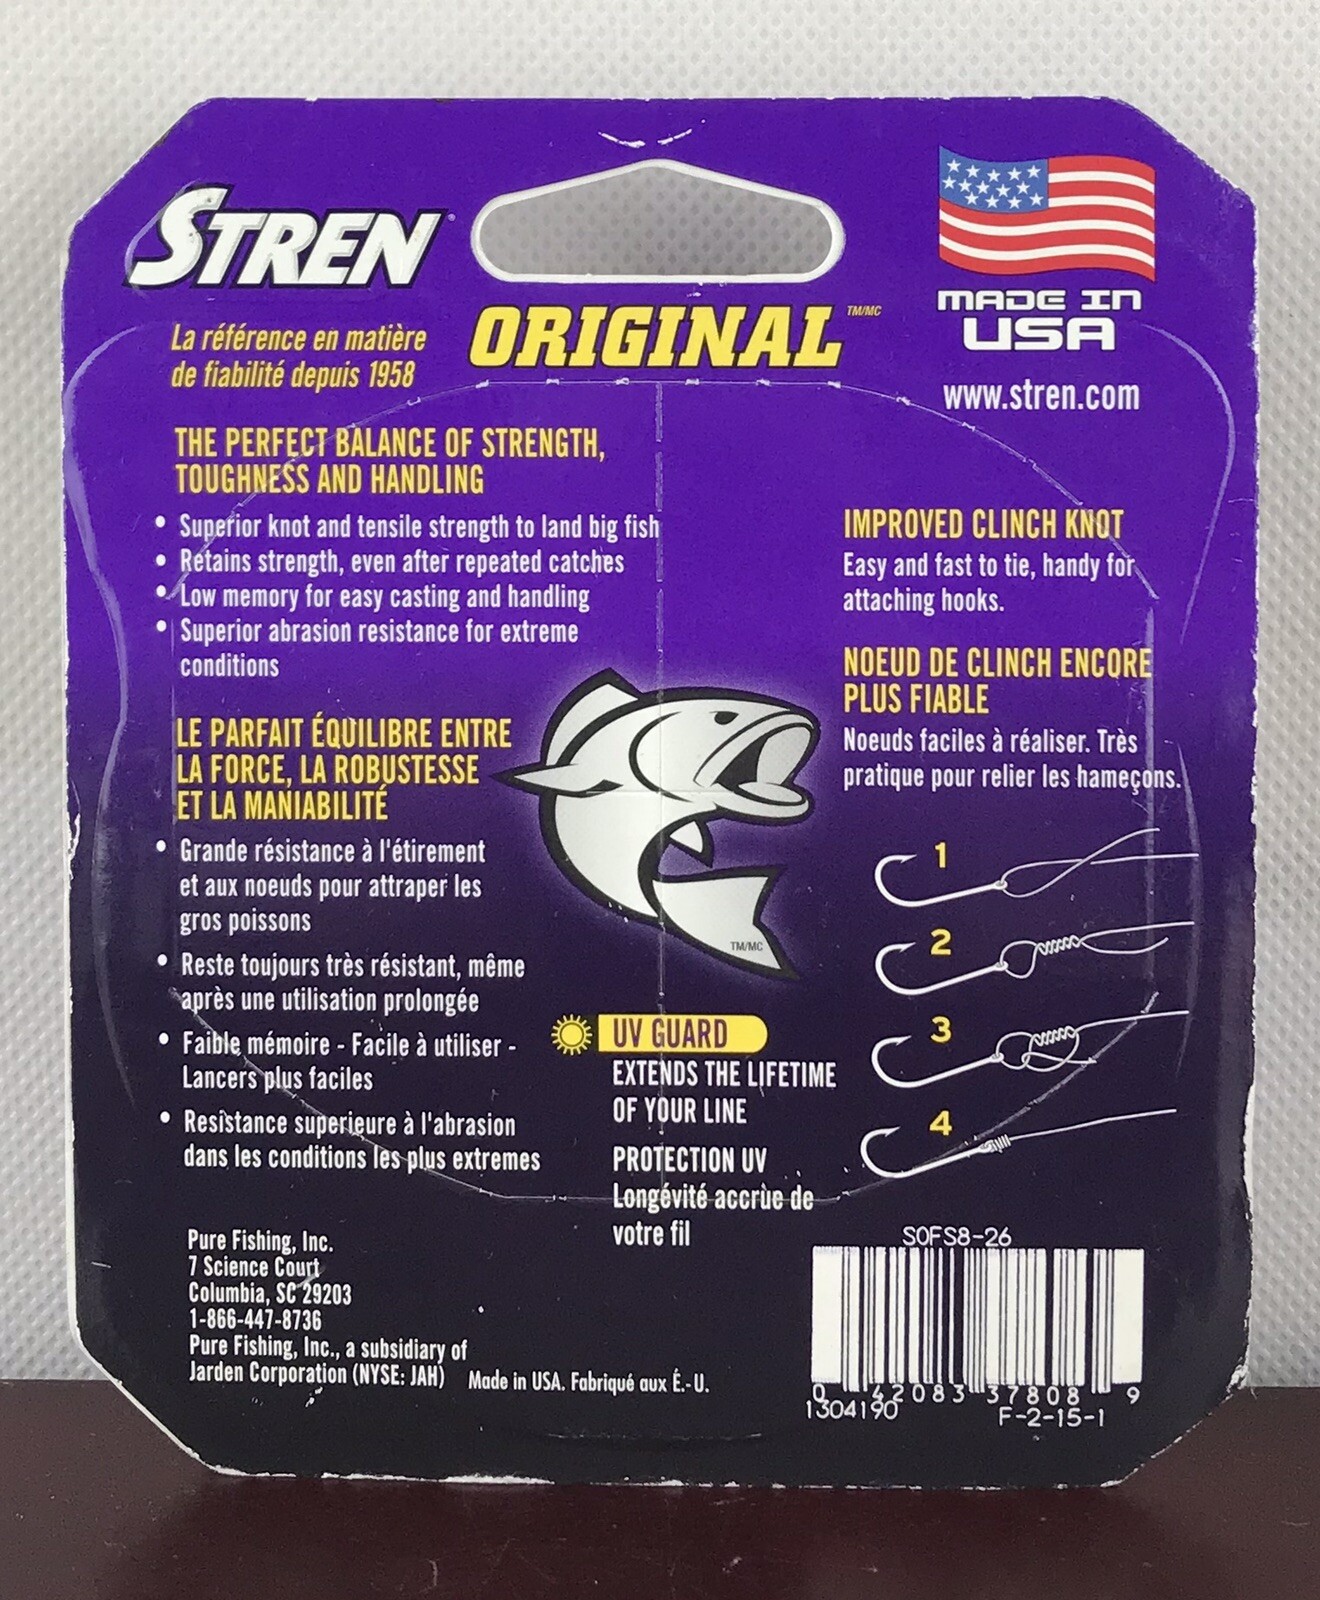 STREN®
La référence en matière
de fiabilité depuis 1958
ORIGINAL TM/MC
MADE IN
USA
www.stren.com
THE PERFECT BALANCE OF STRENGTH,
TOUGHNESS AND HANDLING
• Superior knot and tensile strength to land big fish
• Retains strength, even after repeated catches
• Low memory for easy casting and handling
• Superior abrasion resistance for extreme
conditions
LE PARFAIT ÉQUILIBRE ENTRE
LA FORCE, LA ROBUSTESSE
ET LA MANIABILITÉ
• Grande résistance à l'étirement
et aux noeuds pour attraper les
gros poissons
• Reste toujours très résistant, même
après une utilisation prolongée
• Faible mémoire - Facile à utiliser -
Lancers plus faciles
• Resistance superieure à l'abrasion
dans les conditions les plus extremes
TM/MC
UV GUARD
EXTENDS THE LIFETIME
OF YOUR LINE
PROTECTION UV
Longévité accrùe de
votre fil
IMPROVED CLINCH KNOT
Easy and fast to tie, handy for
attaching hooks.
NOEUD DE CLINCH ENCORE
PLUS FIABLE
Noeuds faciles à réaliser. Très
pratique pour relier les hameçons.
1
2
3
4
Pure Fishing, Inc.
7 Science Court
Columbia, SC 29203
1-866-447-8736
Pure Fishing, Inc., a subsidiary of
Jarden Corporation (NYSE: JAH)
Made in USA. Fabriqué aux É.-U.
SOFS8-26
0 42083 37808 9
1304190
F-2-15-1